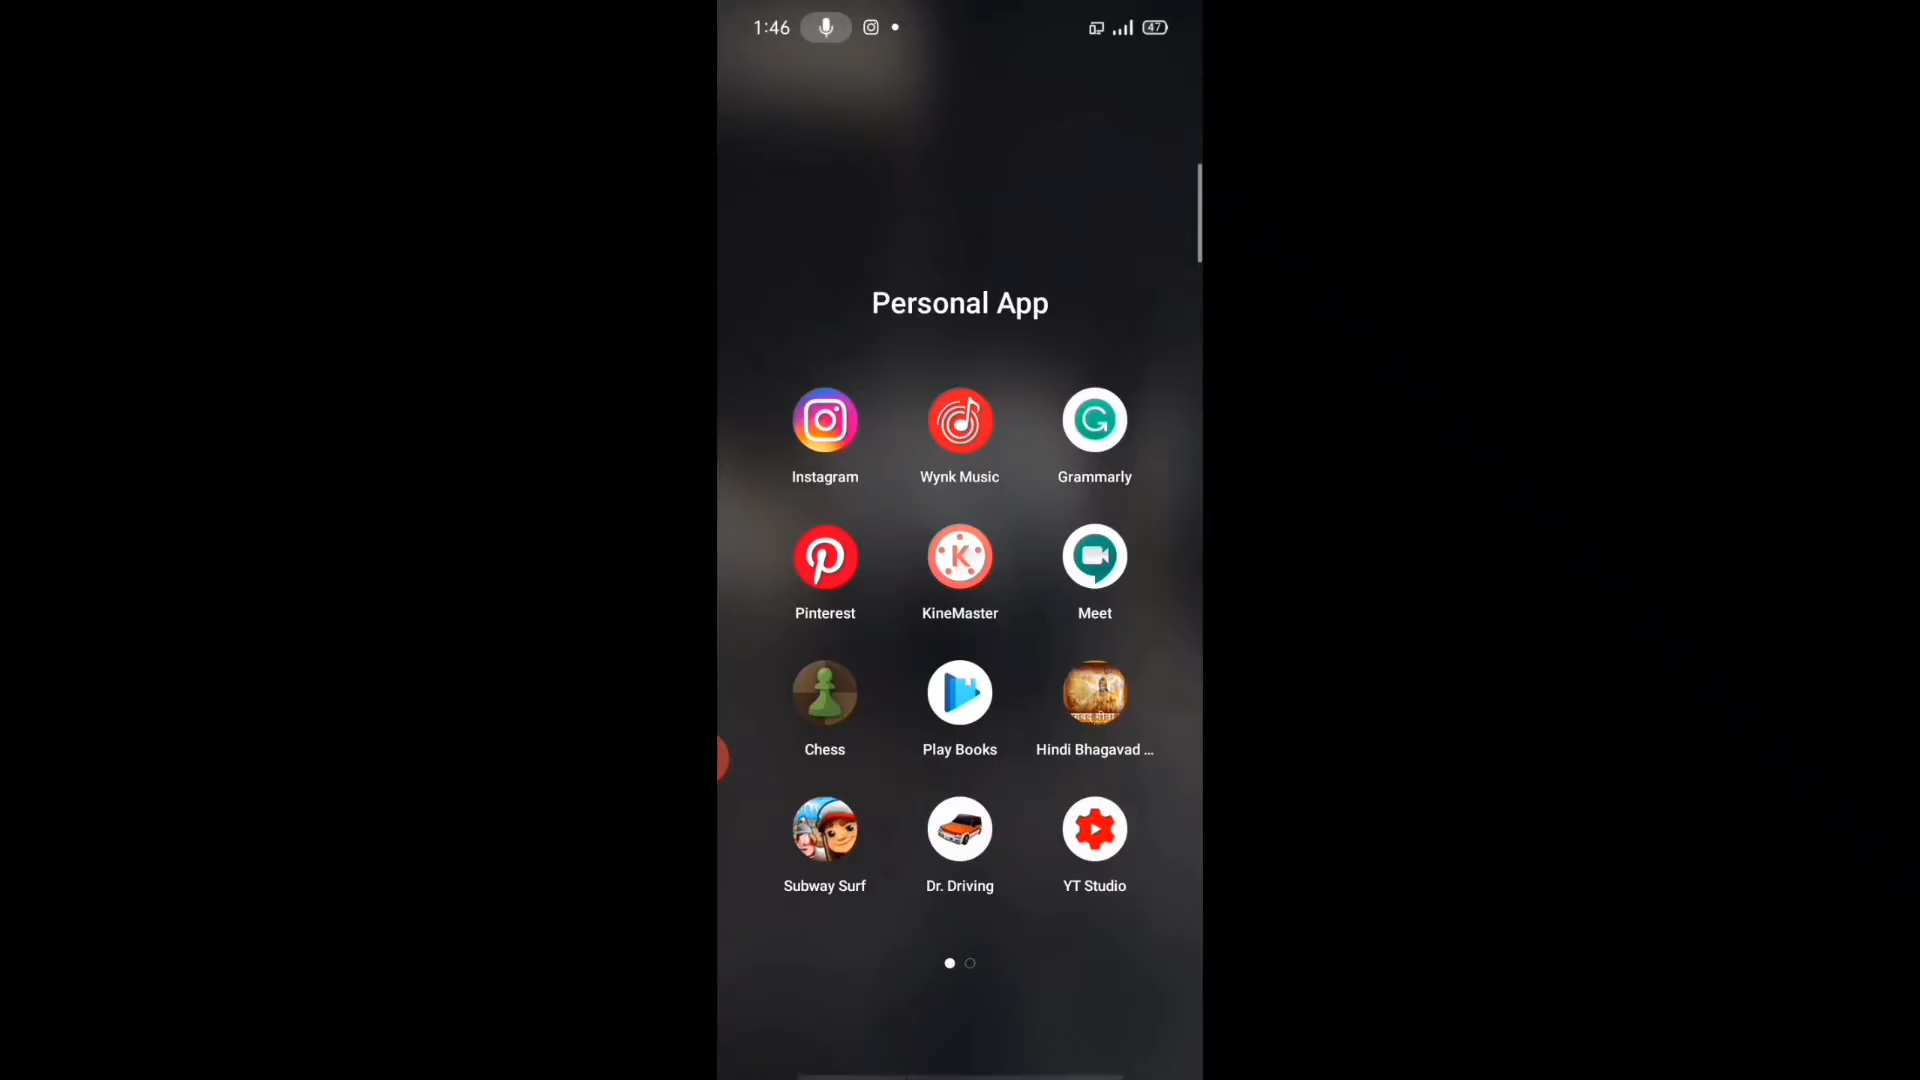 1:46
47
Personal App
Instagram
Wynk Music
Grammarly
Pinterest
KineMaster
Meet
Chess
Play Books
Hindi Bhagavad ...
Subway Surf
Dr. Driving
YT Studio